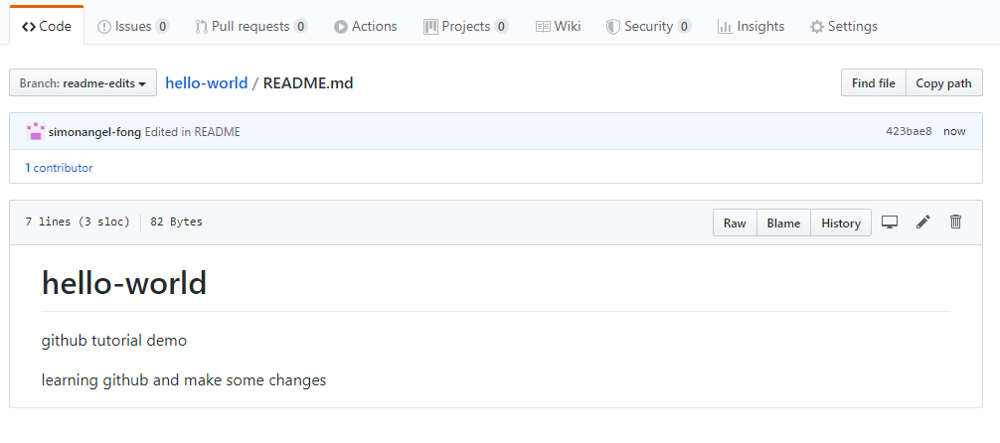 Code Issues 0 Pull requests 0 Actions Projects 0 Wiki Security 0 Insights Settings
Branch: readme-edits hello-world / README.md Find file Copy path
simonangel-fong Edited in README 423bae8 now
1 contributor
7 lines (3 sloc) 82 Bytes Raw Blame History
hello-world
github tutorial demo
learning github and make some changes